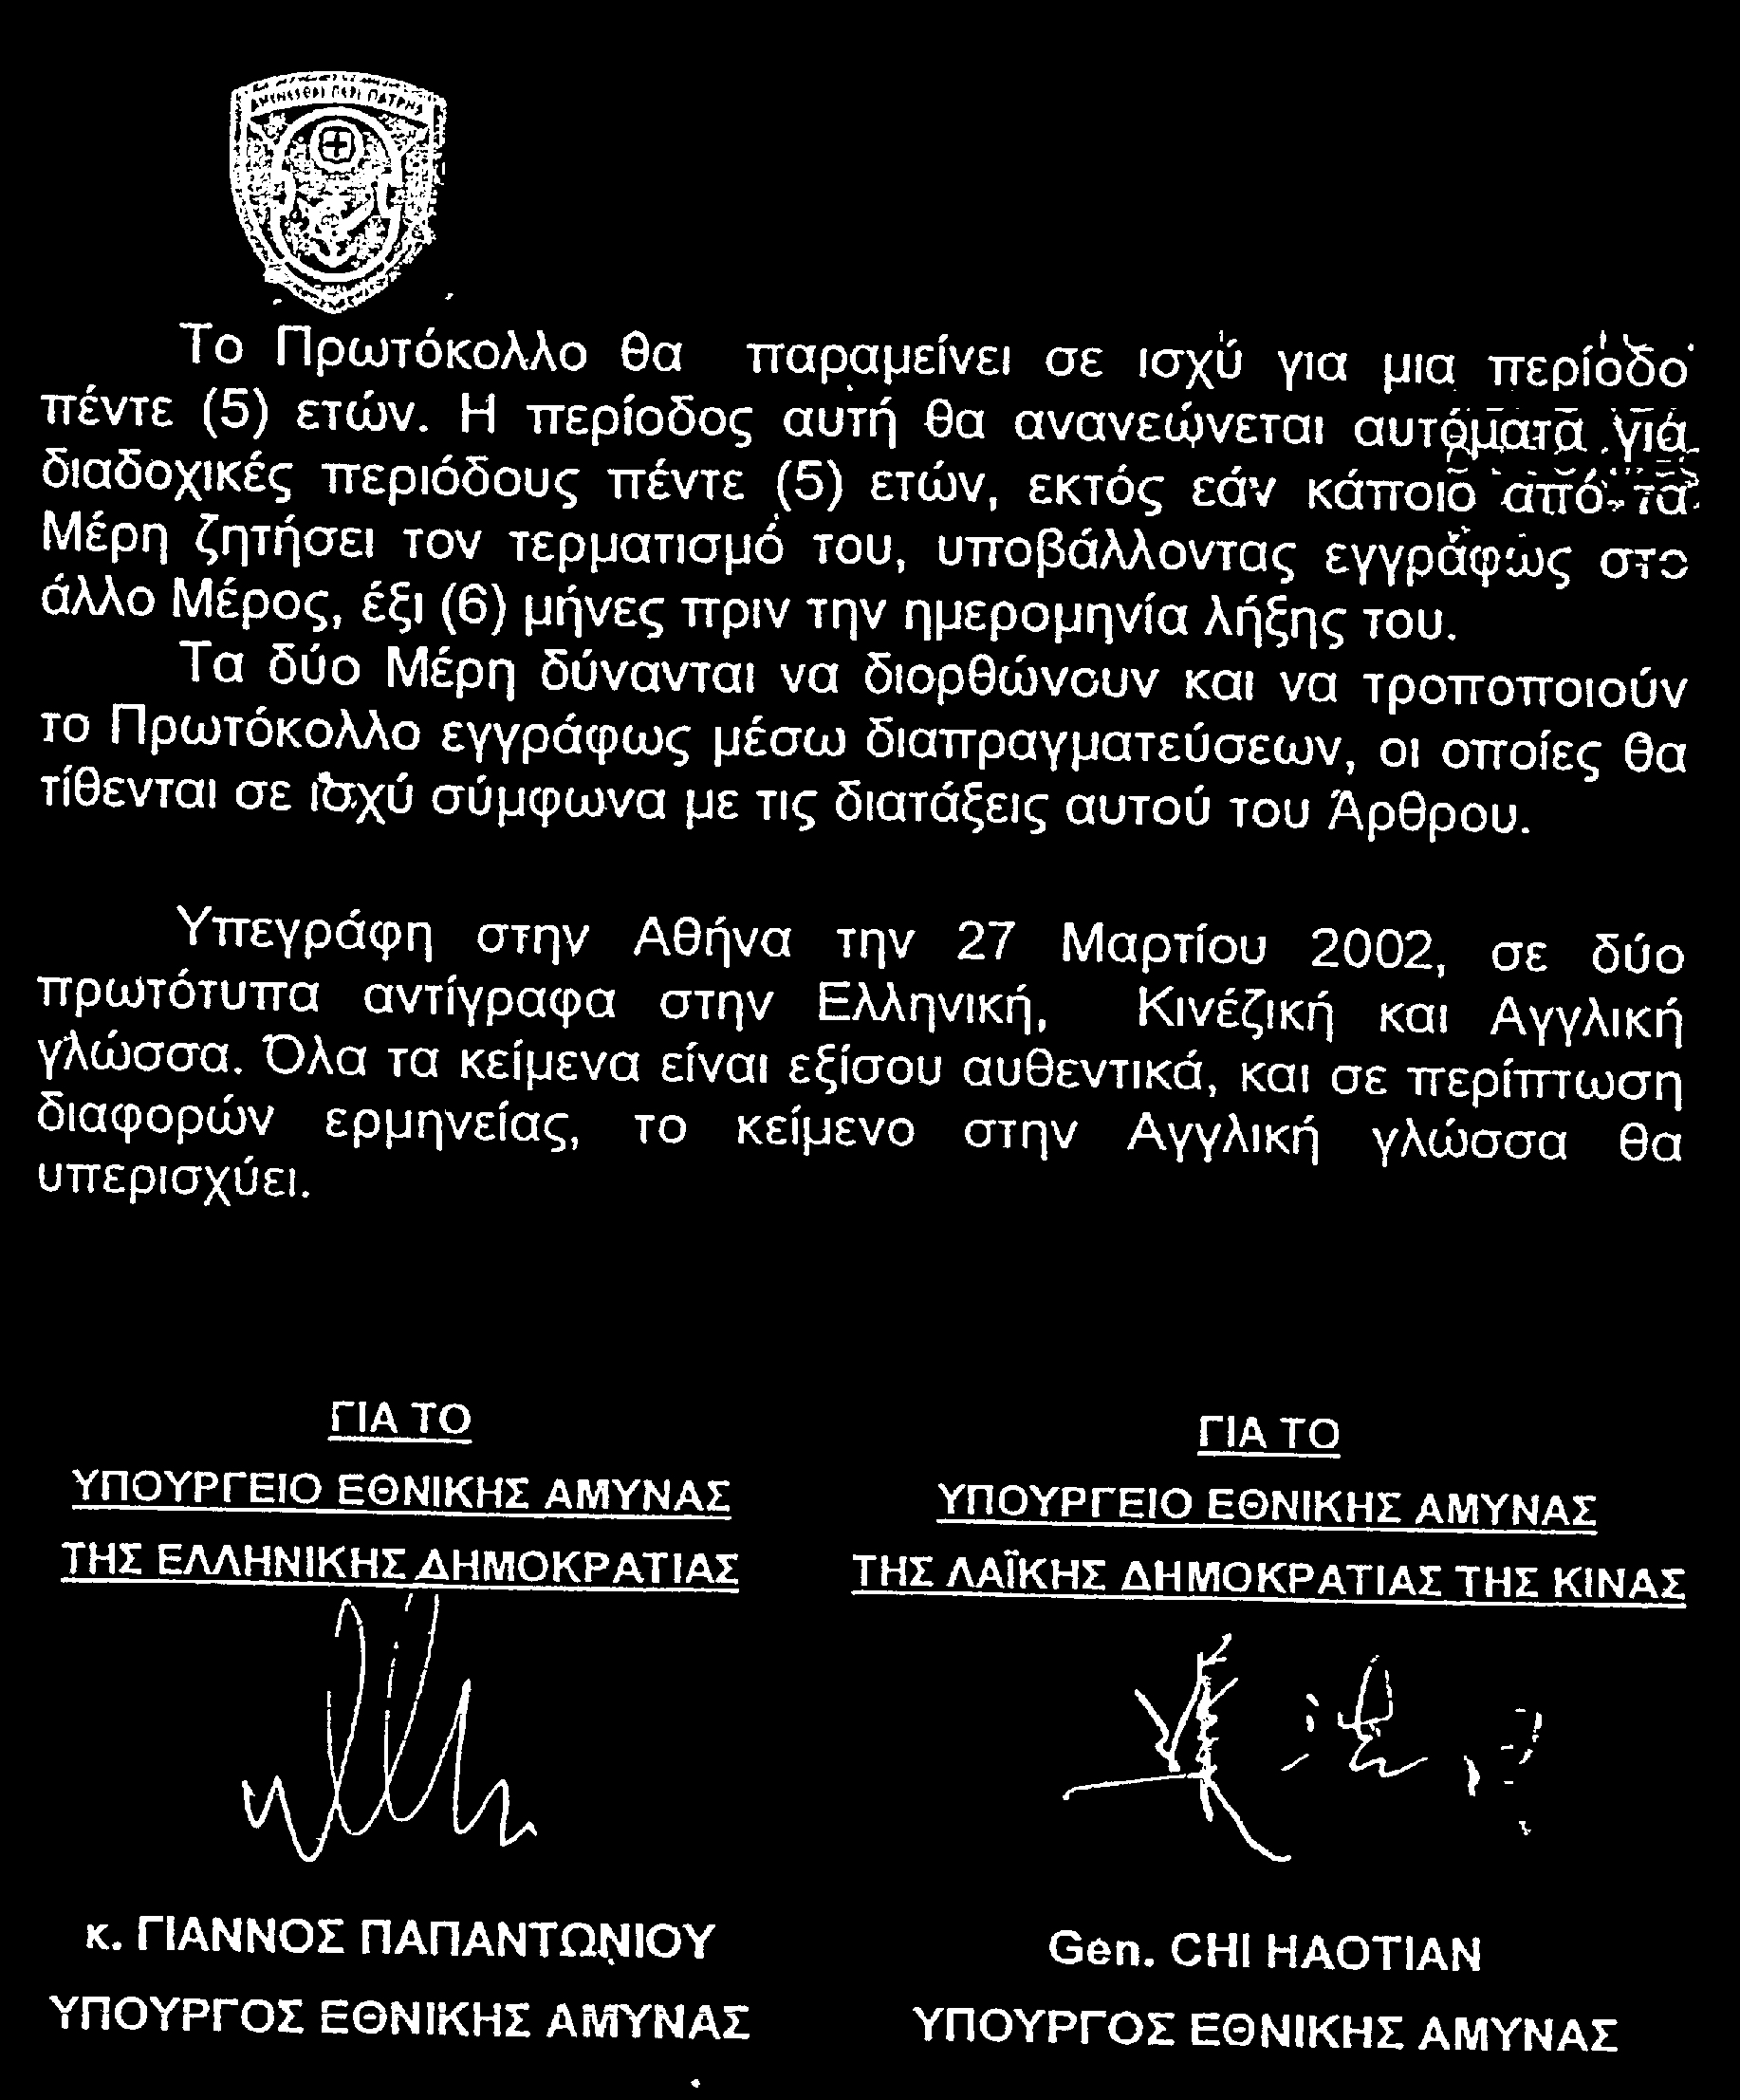 ΑΜΥΝΕΣΘΑΙ ΠΕΡΙ ΠΑΤΡΗΣ
Το Πρωτόκολλο θα παραμείνει σε ισχύ για μια περίοδο
πέντε (5) ετών. Η περίοδος αυτή θα ανανεώνεται αυτόματα για
διαδοχικές περιόδους πέντε (5) ετών, εκτός εάν κάποιο από τα
Μέρη ζητήσει τον τερματισμό του, υποβάλλοντας εγγράφως στο
άλλο Μέρος, έξι (6) μήνες πριν την ημερομηνία λήξης του.
Τα δύο Μέρη δύνανται να διορθώνουν και να τροποποιούν
το Πρωτόκολλο εγγράφως μέσω διαπραγματεύσεων, οι οποίες θα
τίθενται σε ισχύ σύμφωνα με τις διατάξεις αυτού του Άρθρου.
Υπεγράφη στην Αθήνα την 27 Μαρτίου 2002, σε δύο
πρωτότυπα αντίγραφα στην Ελληνική, Κινέζική και Αγγλική
γλώσσα. Όλα τα κείμενα είναι εξίσου αυθεντικά, και σε περίπτωση
διαφορών ερμηνείας, το κείμενο στην Αγγλική γλώσσα θα
υπερισχύει.
ΓΙΑ ΤΟ
ΥΠΟΥΡΓΕΙΟ ΕΘΝΙΚΗΣ ΑΜΥΝΑΣ
ΤΗΣ ΕΛΛΗΝΙΚΗΣ ΔΗΜΟΚΡΑΤΙΑΣ
κ. ΓΙΑΝΝΟΣ ΠΑΠΑΝΤΩΝΙΟΥ
ΥΠΟΥΡΓΟΣ ΕΘΝΙΚΗΣ ΑΜΥΝΑΣ
ΓΙΑ ΤΟ
ΥΠΟΥΡΓΕΙΟ ΕΘΝΙΚΗΣ ΑΜΥΝΑΣ
ΤΗΣ ΛΑΪΚΗΣ ΔΗΜΟΚΡΑΤΙΑΣ ΤΗΣ ΚΙΝΑΣ
Gen. CHI HAOTIAN
ΥΠΟΥΡΓΟΣ ΕΘΝΙΚΗΣ ΑΜΥΝΑΣ